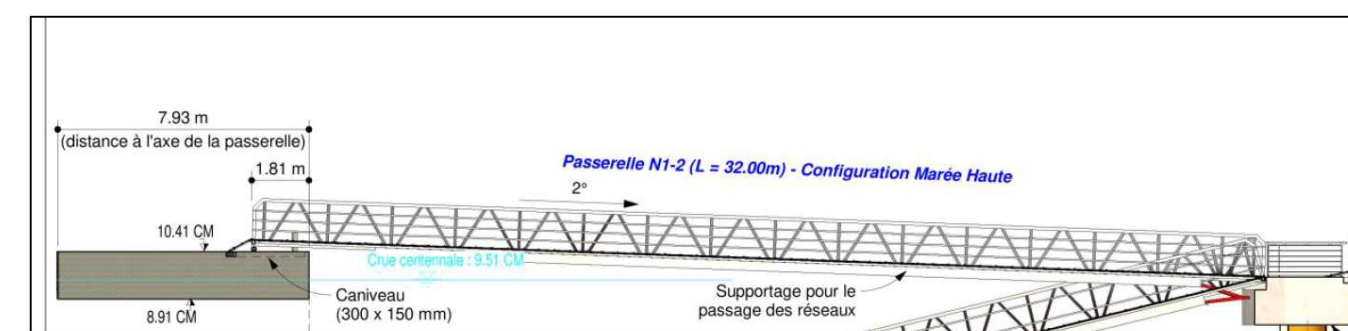 7.93 m
(distance à l'axe de la passerelle)
1.81 m
Passerelle N1-2 (L = 32.00m) - Configuration Marée Haute
2°
10.41 CM
Crue centennale : 9.51 CM
Caniveau
(300 x 150 mm)
8.91 CM
Supportage pour le
passage des réseaux